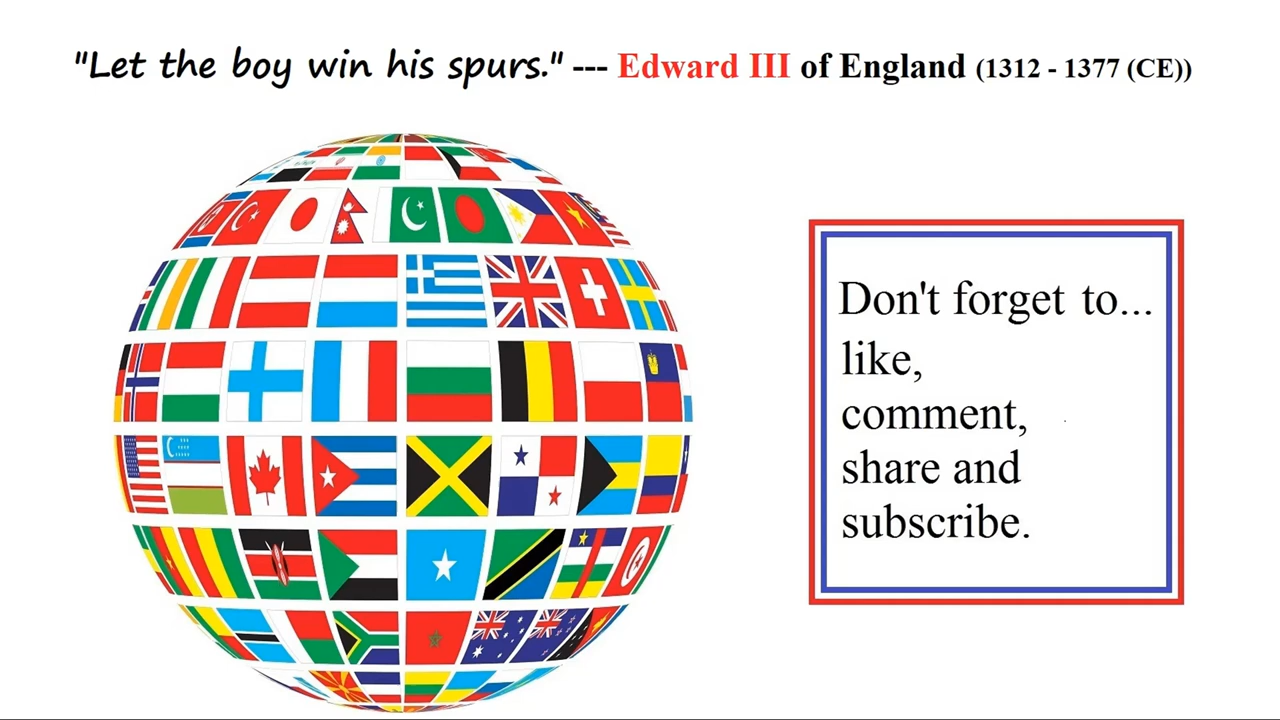 "Let the boy win his spurs." --- Edward III of England (1312 - 1377 (CE))
Don't forget to...
like,
comment,
share and
subscribe.